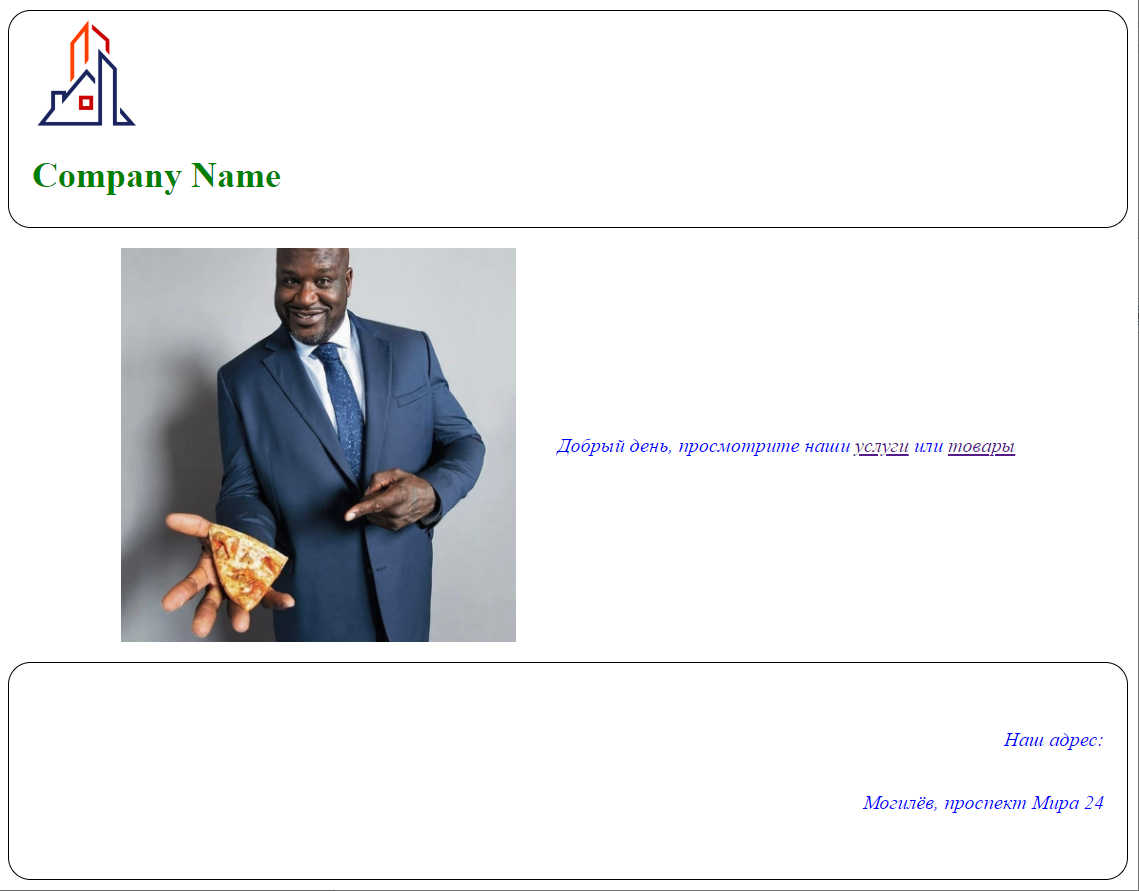 Company Name
Добрый день, просмотрите наши услуги или товары
Наш адрес:
Могилёв, проспект Мира 24